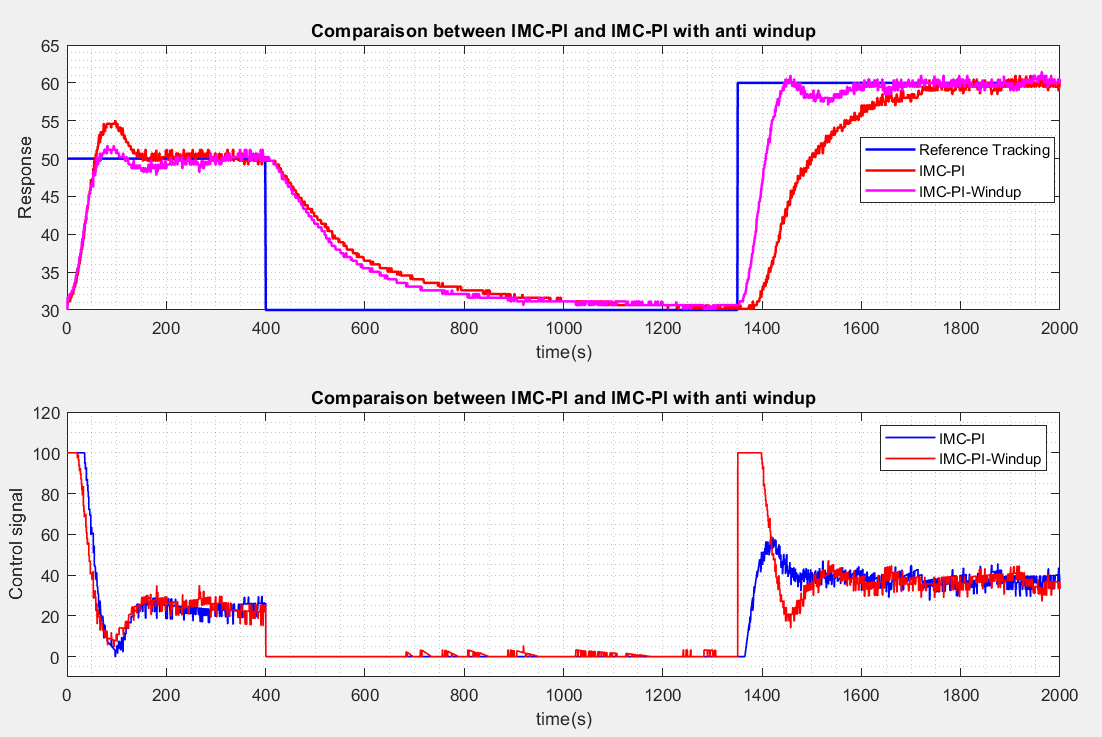 Comparaison between IMC-PI and IMC-PI with anti windup
65
60
55
50
45
40
35
30
Response
0 200 400 600 800 1000 1200 1400 1600 1800 2000
time(s)
Reference Tracking
IMC-PI
IMC-PI-Windup
Comparaison between IMC-PI and IMC-PI with anti windup
120
100
80
60
40
20
0
Control signal
0 200 400 600 800 1000 1200 1400 1600 1800 2000
time(s)
IMC-PI
IMC-PI-Windup